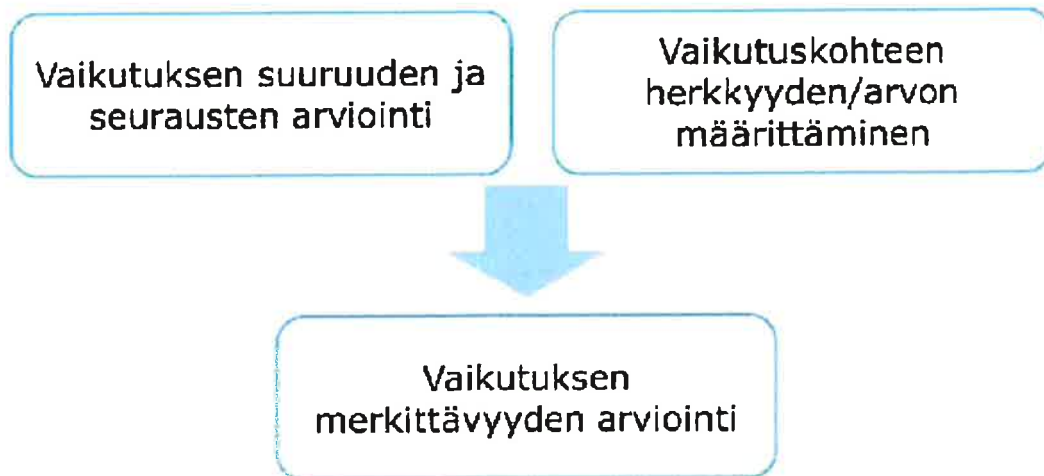 Vaikutuksen suuruuden ja
seurausten arviointi
Vaikutuskohteen
herkkyyden/arvon
määrittäminen
Vaikutuksen
merkittävyyden arviointi